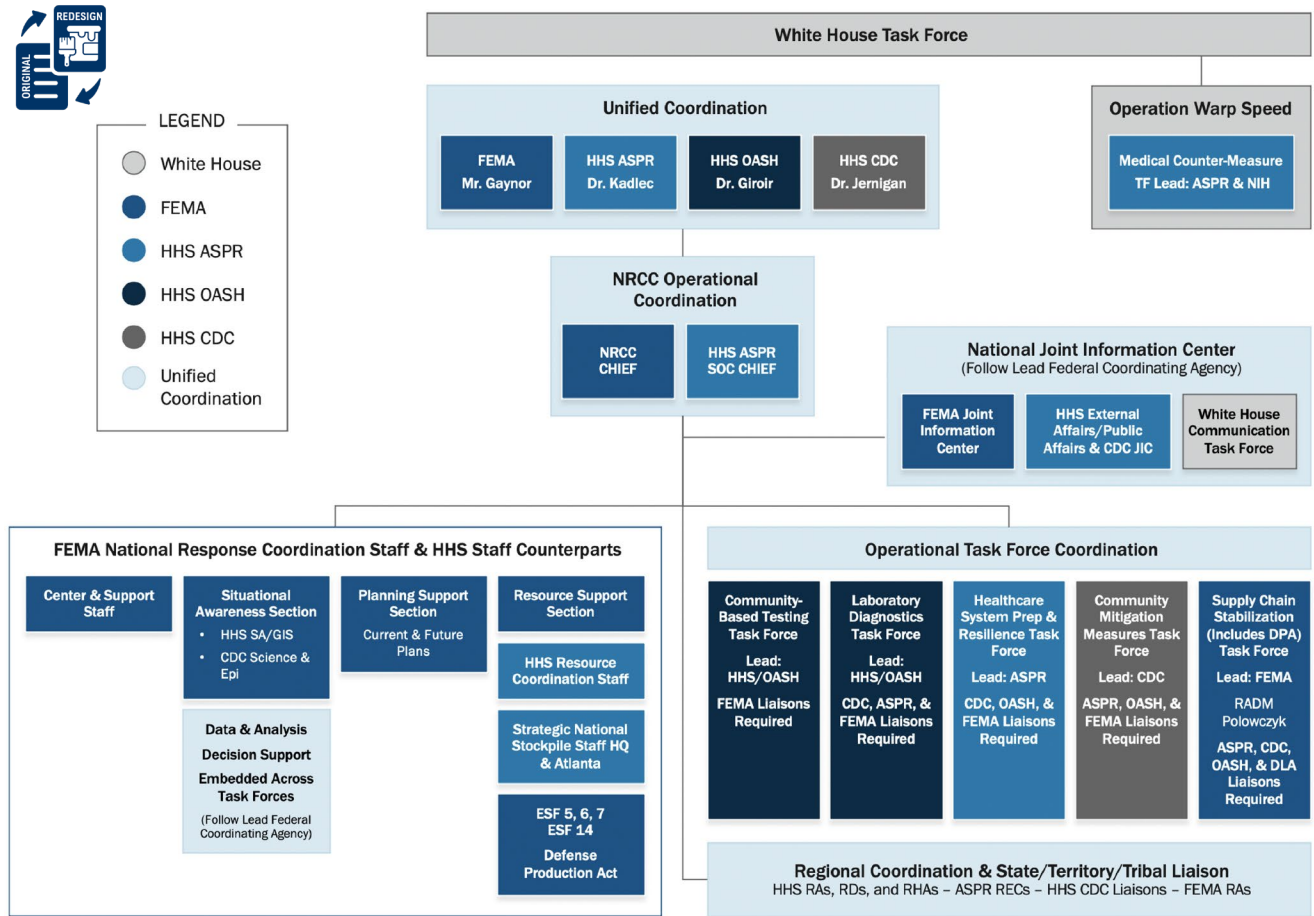 REDESIGN
ORIGINAL
White House Task Force
LEGEND
White House
FEMA
HHS ASPR
HHS OASH
HHS CDC
Unified
Coordination
Unified Coordination
FEMA
Mr. Gaynor
HHS ASPR
Dr. Kadlec
HHS OASH
Dr. Giroir
HHS CDC
Dr. Jernigan
Operation Warp Speed
Medical Counter-Measure
TF Lead: ASPR & NIH
NRCC Operational
Coordination
NRCC
CHIEF
HHS ASPR
SOC CHIEF
National Joint Information Center
(Follow Lead Federal Coordinating Agency)
FEMA Joint
Information
Center
HHS External
Affairs/Public
Affairs & CDC JIC
White House
Communication
Task Force
FEMA National Response Coordination Staff & HHS Staff Counterparts
Center & Support
Staff
Situational
Awareness Section
• HHS SA/GIS
• CDC Science &
Epi
Data & Analysis
Decision Support
Embedded Across
Task Forces
(Follow Lead Federal
Coordinating Agency)
Planning Support
Section
Current & Future
Plans
Resource Support
Section
HHS Resource
Coordination Staff
Strategic National
Stockpile Staff HQ
& Atlanta
ESF 5, 6, 7
ESF 14
Defense
Production Act
Operational Task Force Coordination
Community-
Based Testing
Task Force
Lead:
HHS/OASH
FEMA Liaisons
Required
Laboratory
Diagnostics
Task Force
Lead:
HHS/OASH
CDC, ASPR, &
FEMA Liaisons
Required
Healthcare
System Prep &
Resilience Task
Force
Lead: ASPR
CDC, OASH, &
FEMA Liaisons
Required
Community
Mitigation
Measures Task
Force
Lead: CDC
ASPR, OASH, &
FEMA Liaisons
Required
Supply Chain
Stabilization
(Includes DPA)
Task Force
Lead: FEMA
RADM
Polowczyk
ASPR, CDC,
OASH, & DLA
Liaisons
Required
Regional Coordination & State/Territory/Tribal Liaison
HHS RAs, RDs, and RHAs – ASPR RECs – HHS CDC Liaisons – FEMA RAs